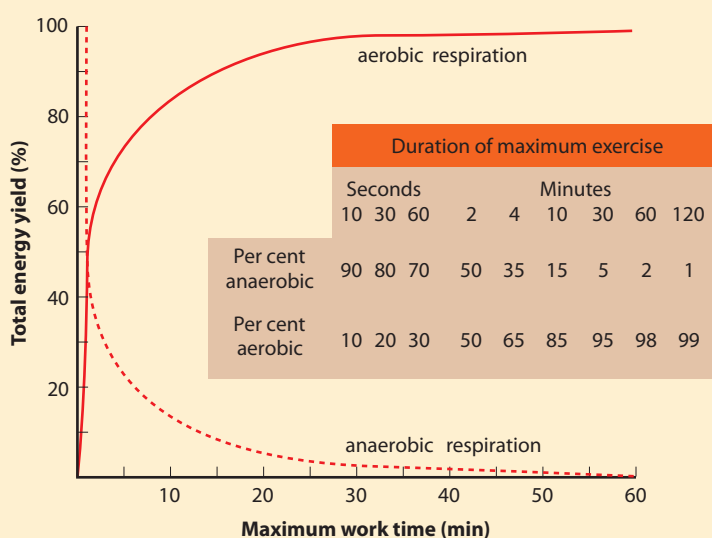 100
80
60
40
20
Total energy yield (%)
aerobic respiration
Duration of maximum exercise
Seconds Minutes
10 30 60 2 4 10 30 60 120
Per cent
anaerobic 90 80 70 50 35 15 5 2 1
Per cent
aerobic 10 20 30 50 65 85 95 98 99
anaerobic respiration
10 20 30 40 50 60
Maximum work time (min)